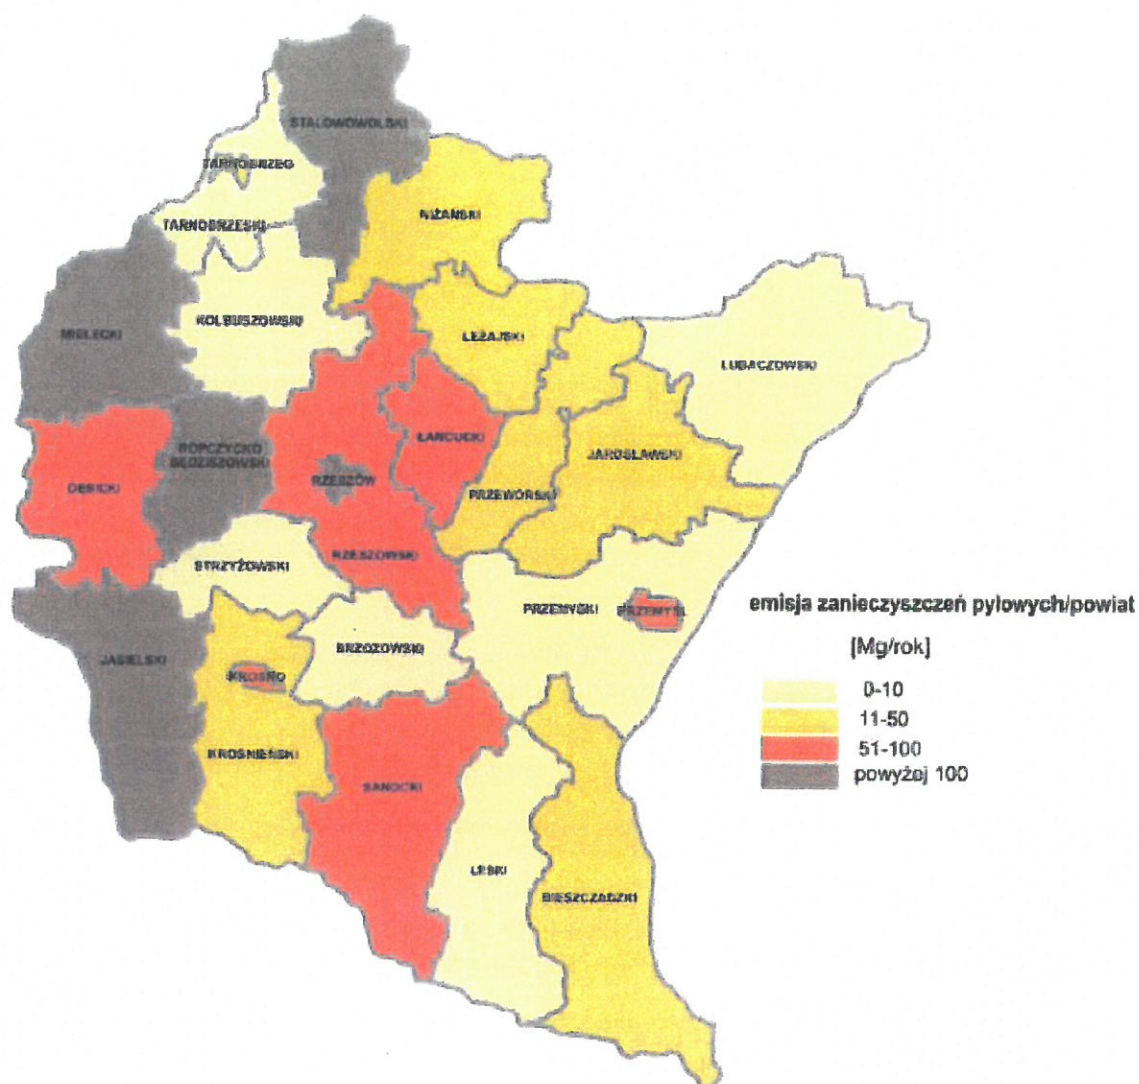 STALOWOWOLSKI
TARNOBRZEG
NIŻAŃSKI
TARNOBRZESKI
KOLBUSZOWSKI
MIELECKI
LEŻAJSKI
LUBACZOWSKI
ŁAŃCUCKI
ROPCZYCKO
SĘDZISZOWSKI
JAROSŁAWSKI
DĘBICKI
RZESZÓW
PRZEWORSKI
RZESZOWSKI
STRZYŻOWSKI
PRZEMYSKI
PRZEMYŚL
emisja zanieczyszczeń pyłowych/powiat
[Mg/rok]
BRZOZOWSKI
JASIELSKI
KROSNO
0-10
11-50
51-100
powyżej 100
KROŚNIEŃSKI
SANOCKI
LESKI
BIESZCZADZKI